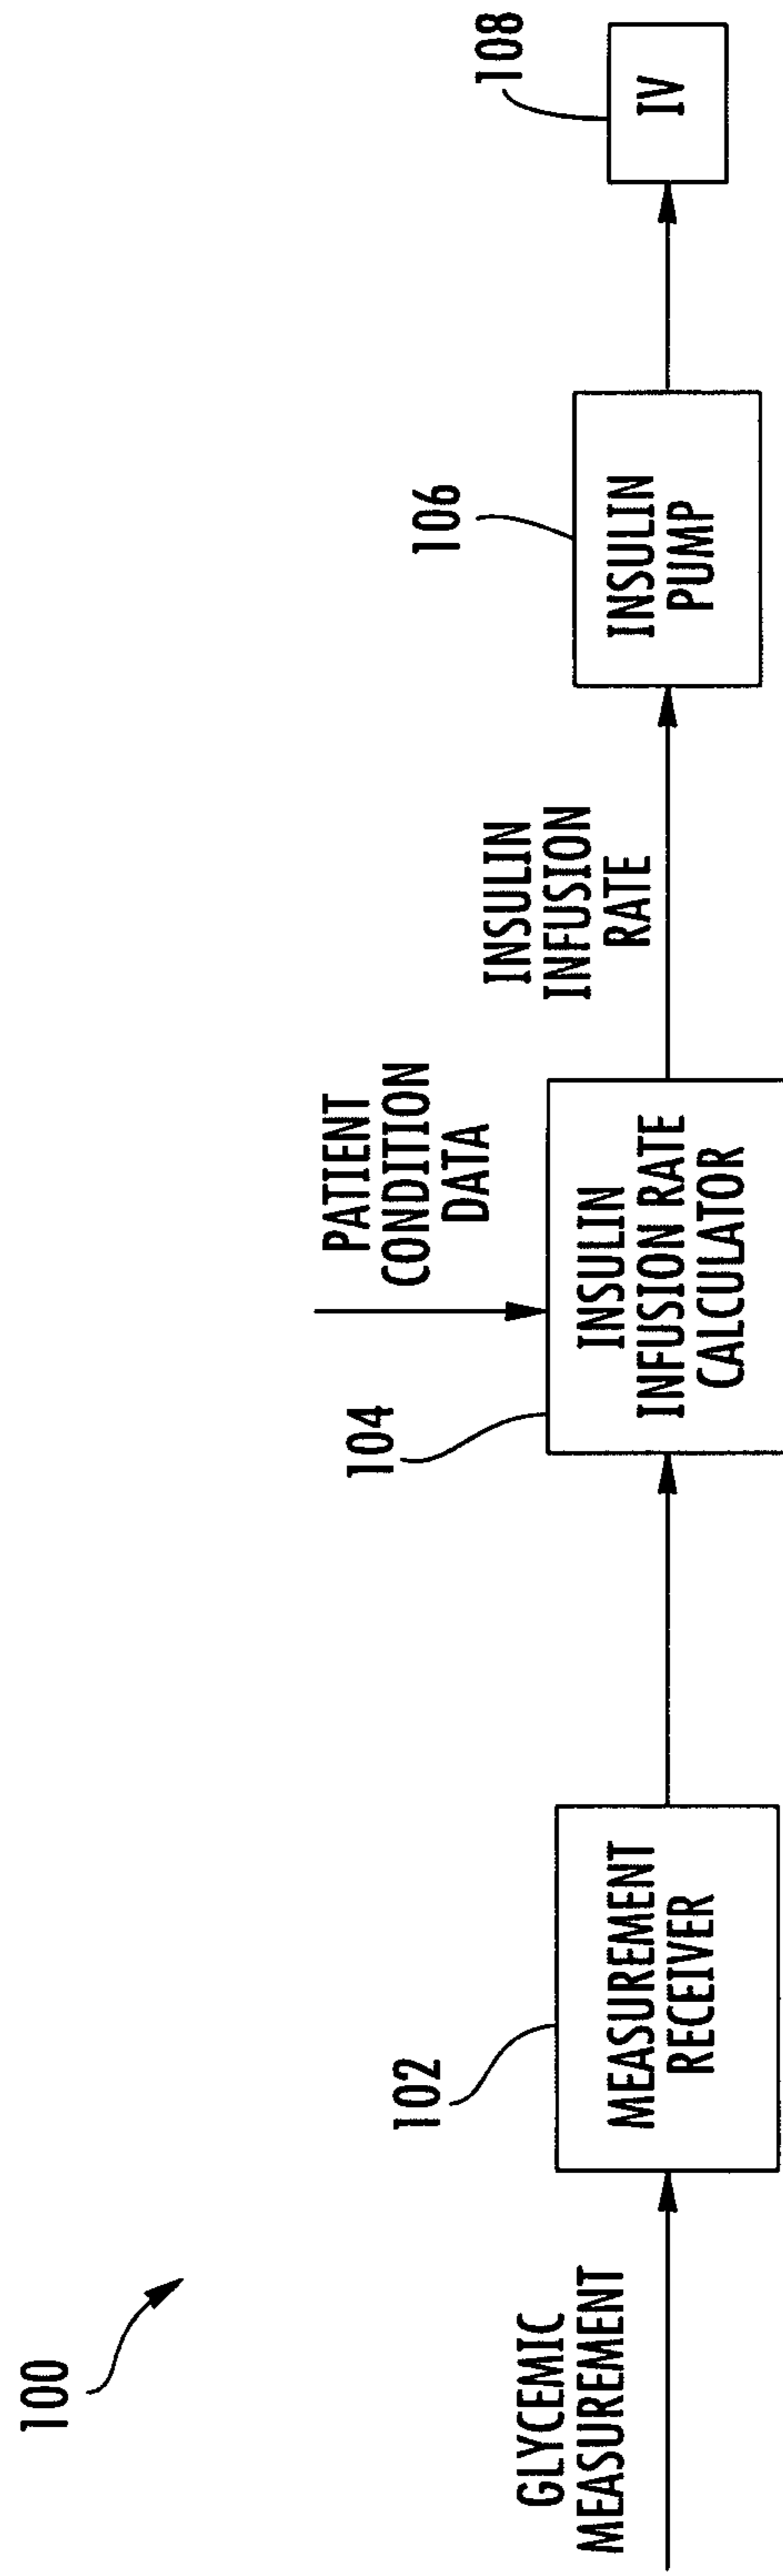 100
GLYCEMIC
MEASUREMENT
102
MEASUREMENT
RECEIVER
104
PATIENT
CONDITION
DATA
INSULIN
INFUSION RATE
CALCULATOR
INSULIN
INFUSION
RATE
106
INSULIN
PUMP
108
IV